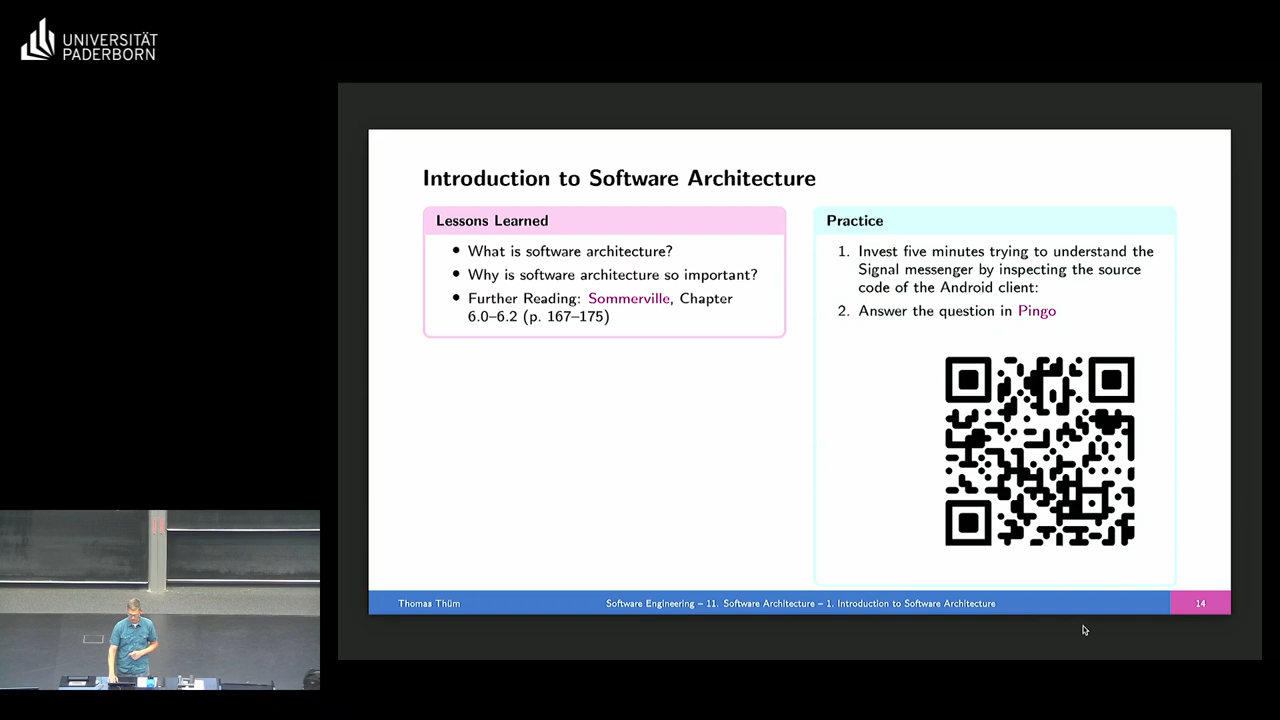 UNIVERSITÄT
PADERBORN
Introduction to Software Architecture
Lessons Learned
• What is software architecture?
• Why is software architecture so important?
• Further Reading: Sommerville, Chapter
6.0–6.2 (p. 167–175)
Practice
1. Invest five minutes trying to understand the
Signal messenger by inspecting the source
code of the Android client:
2. Answer the question in Pingo
Thomas Thüm
Software Engineering – 11. Software Architecture – 1. Introduction to Software Architecture
14